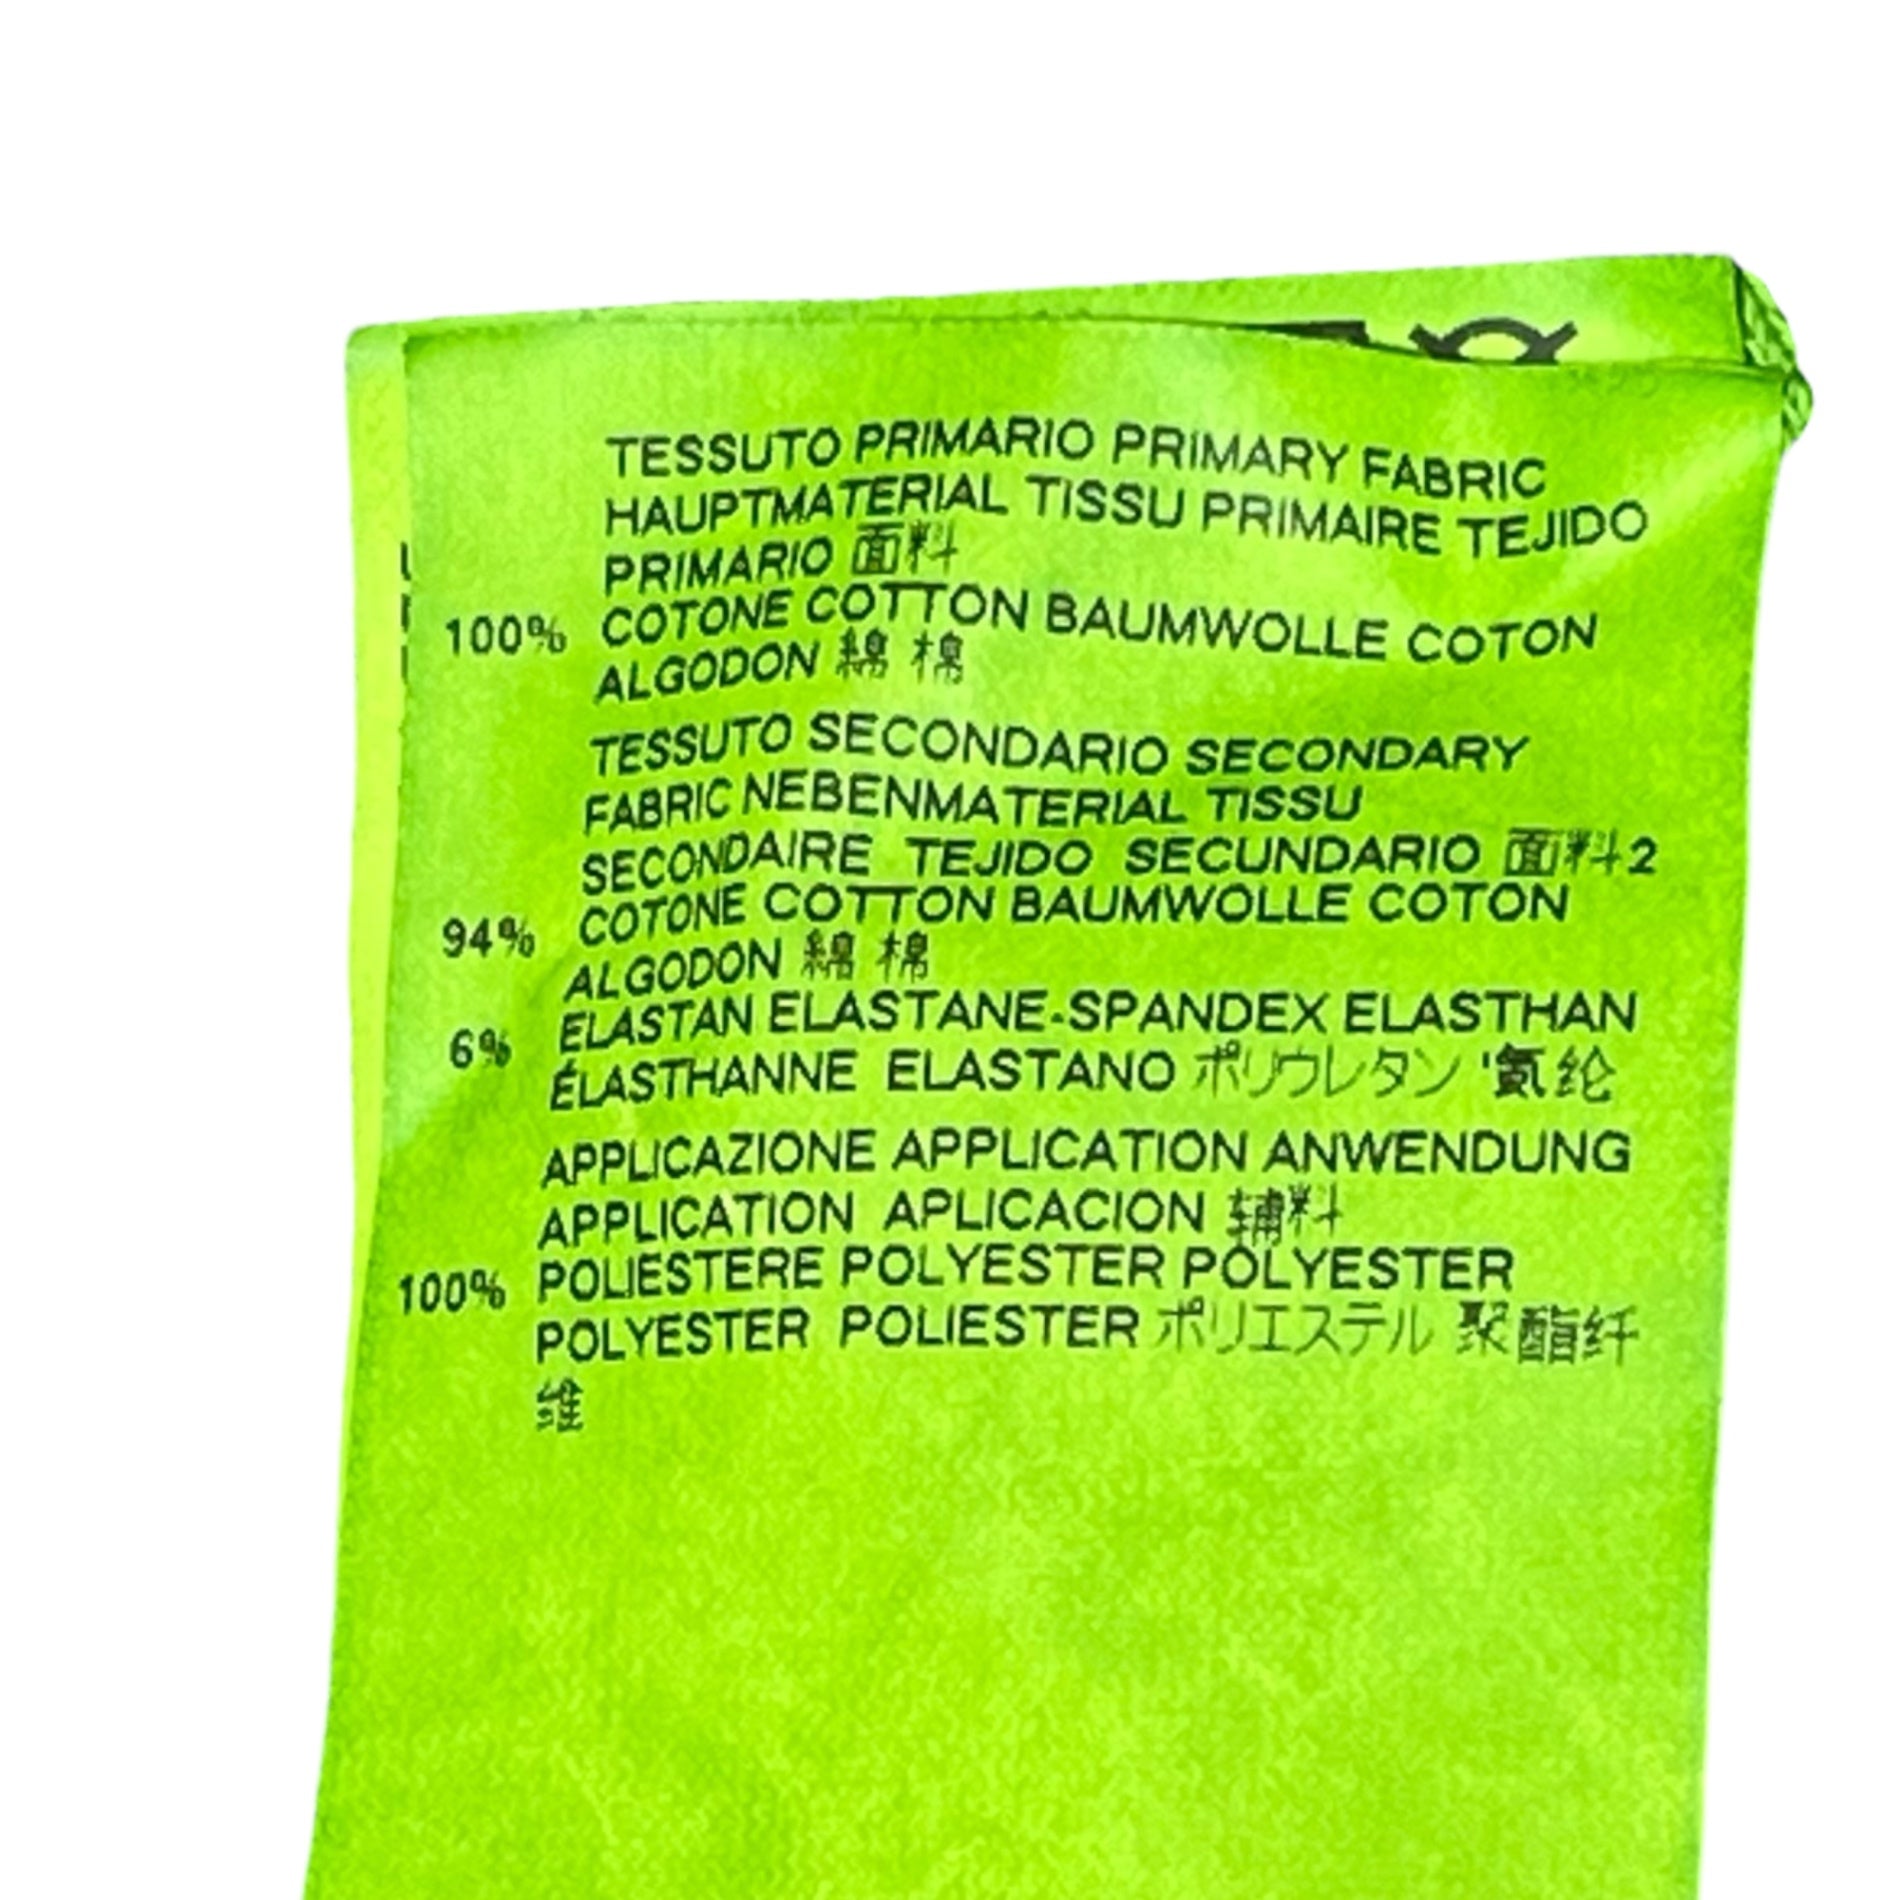 TESSUTO PRIMARIO PRIMARY FABRIC
HAUPTMATERIAL TISSU PRIMAIRE TEJIDO
PRIMARIO 面料
100% COTONE COTTON BAUMWOLLE COTON
ALGODON 綿 棉
TESSUTO SECONDARIO SECONDARY
FABRIC NEBENMATERIAL TISSU
SECONDAIRE TEJIDO SECUNDARIO 面料2
94% COTONE COTTON BAUMWOLLE COTON
ALGODON 綿 棉
6% ELASTAN ELASTANE-SPANDEX ELASTHAN
ÉLASTHANNE ELASTANO ポリウレタン '氨纶
APPLICAZIONE APPLICATION ANWENDUNG
APPLICATION APLICACION 辅料
100% POLIESTERE POLYESTER POLYESTER
POLYESTER POLIESTER ポリエステル 聚酯纤
维